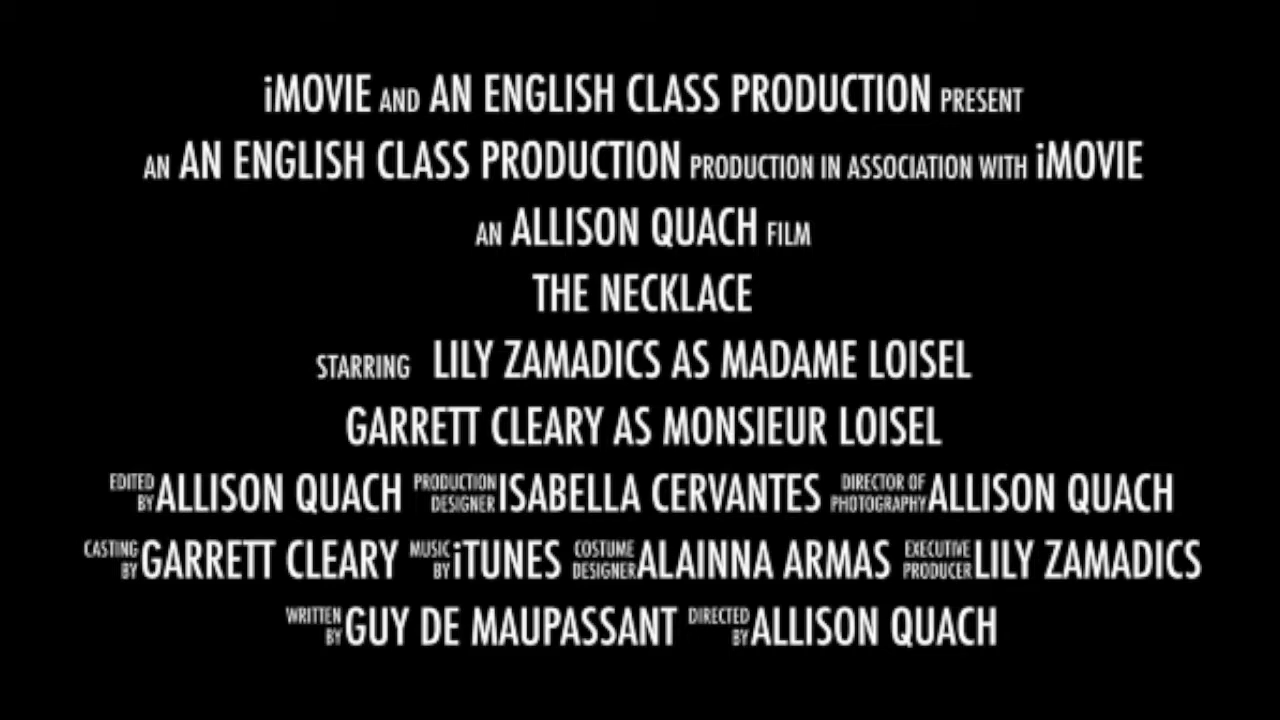 iMOVIE AND AN ENGLISH CLASS PRODUCTION PRESENT
AN AN ENGLISH CLASS PRODUCTION PRODUCTION IN ASSOCIATION WITH iMOVIE
AN ALLISON QUACH FILM
THE NECKLACE
STARRING LILY ZAMADICS AS MADAME LOISEL
GARRETT CLEARY AS MONSIEUR LOISEL
EDITED BY ALLISON QUACH PRODUCTION DESIGNER ISABELLA CERVANTES DIRECTOR OF PHOTOGRAPHY ALLISON QUACH
CASTING BY GARRETT CLEARY MUSIC BY iTUNES COSTUME DESIGNER ALAINNA ARMAS EXECUTIVE PRODUCER LILY ZAMADICS
WRITTEN BY GUY DE MAUPASSANT DIRECTED BY ALLISON QUACH